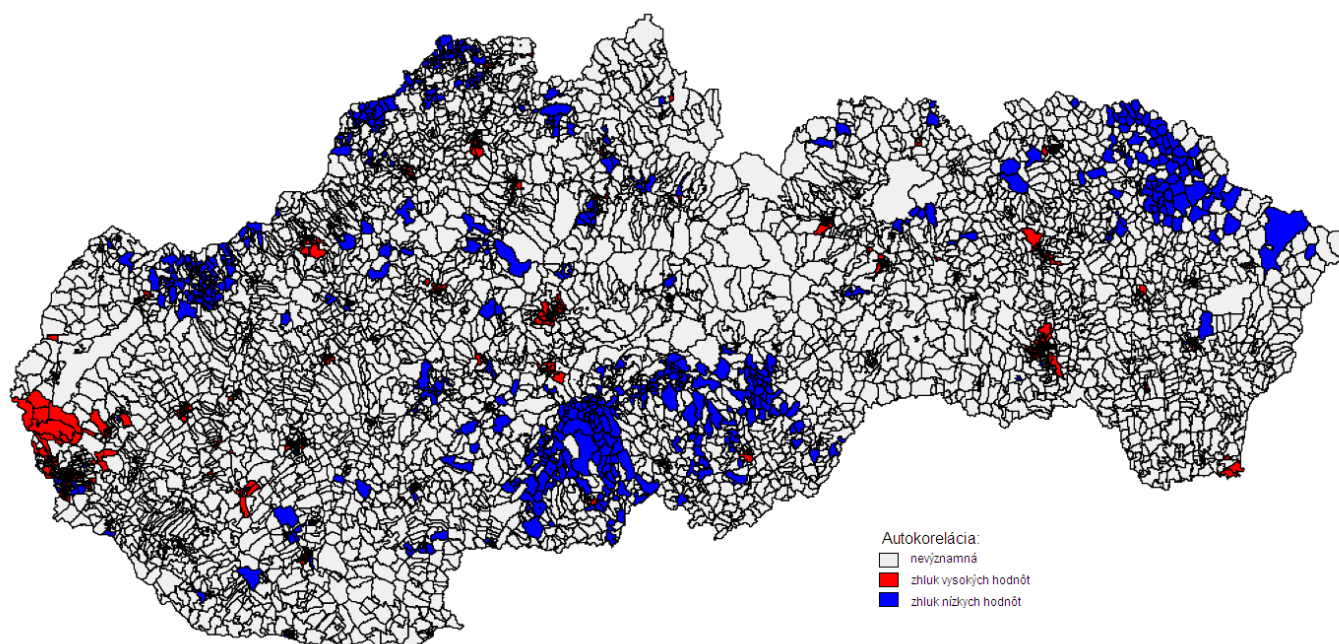 Autokorelácia:
nevýznamná
zhluk vysokých hodnôt
zhluk nízkych hodnôt